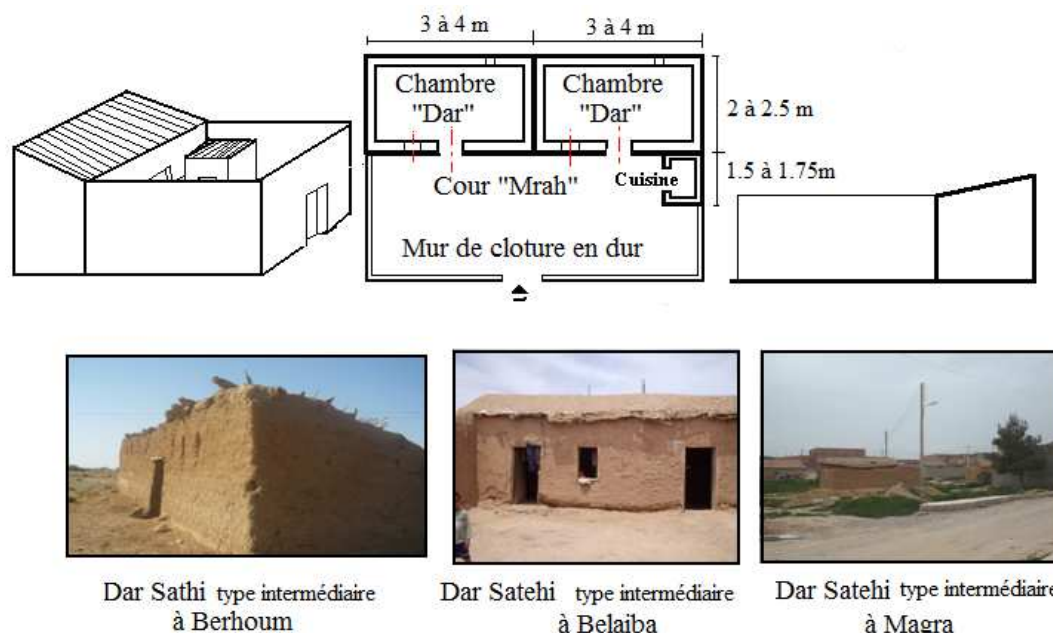 3 à 4 m
3 à 4 m
Chambre
"Dar"
Chambre
"Dar"
2 à 2.5 m
1.5 à 1.75m
Cour "Mrah"
Cuisine
Mur de cloture en dur
Dar Sathi type intermédiaire
à Berhoum
Dar Satehi type intermédiaire
à Belaiba
Dar Satehi type intermédiaire
à Magra